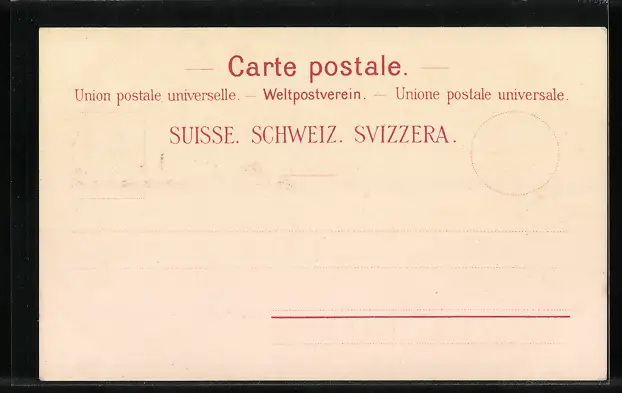 — Carte postale. —
Union postale universelle. — Weltpostverein. — Unione postale universale.
SUISSE. SCHWEIZ. SVIZZERA.